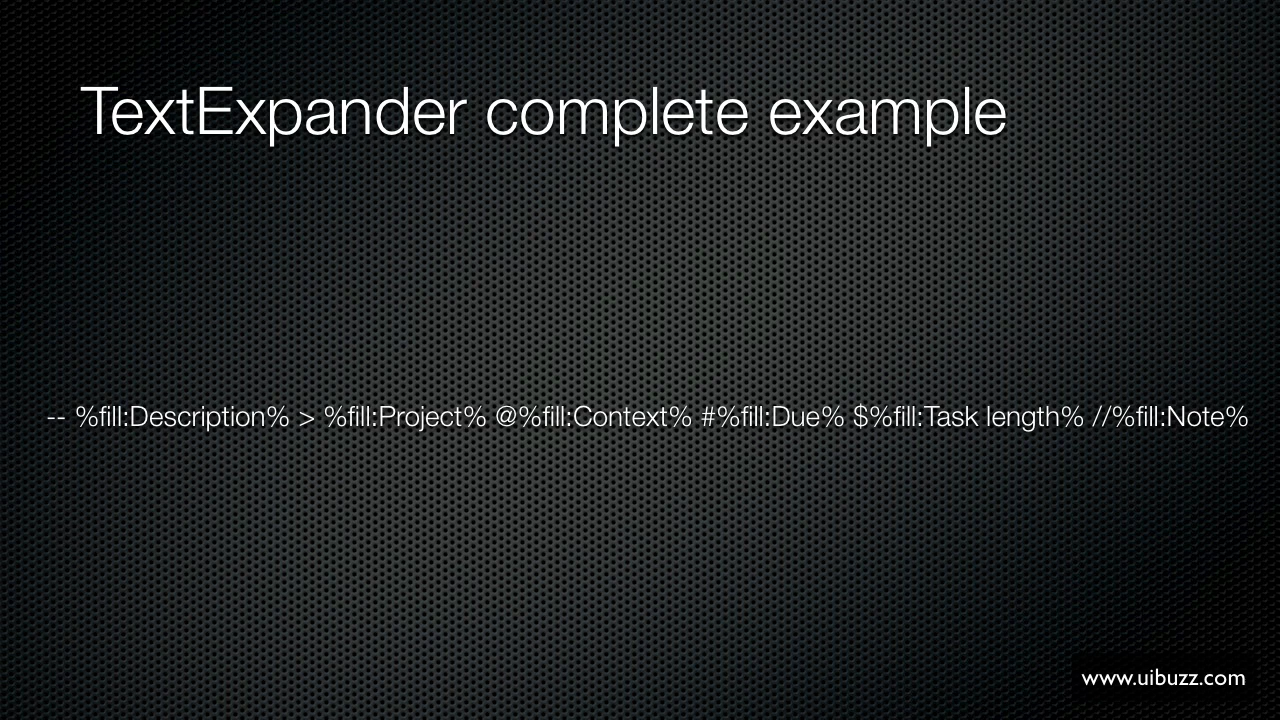 TextExpander complete example
-- %fill:Description% > %fill:Project% @%fill:Context% #%fill:Due% $%fill:Task length% //%fill:Note%
www.uibuzz.com